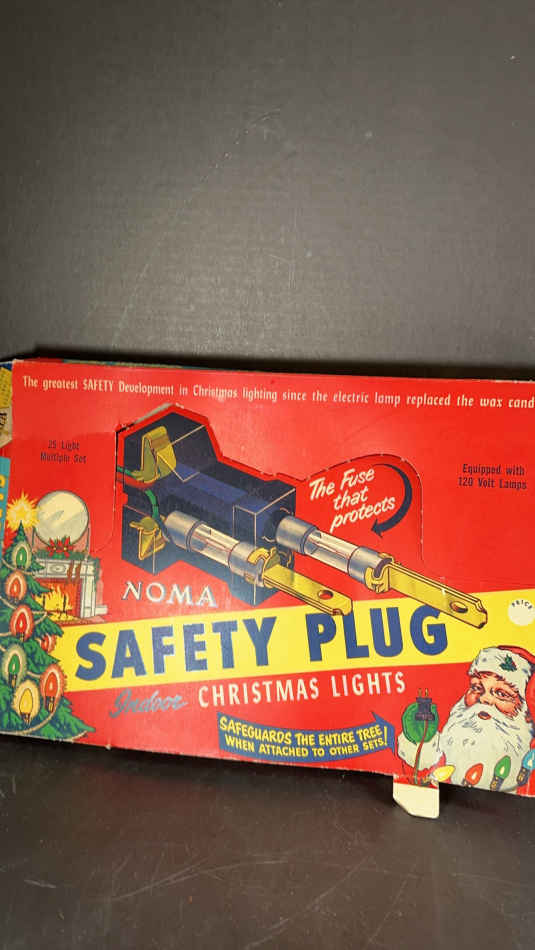 The greatest SAFETY Development in Christmas lighting since the electric lamp replaced the wax cand
25 Light
Multiple Set
The Fuse
that
protects
Equipped with
120 Volt Lamps
NOMA
PRICE
SAFETY PLUG
Indoor CHRISTMAS LIGHTS
SAFEGUARDS THE ENTIRE TREE
WHEN ATTACHED TO OTHER SETS!